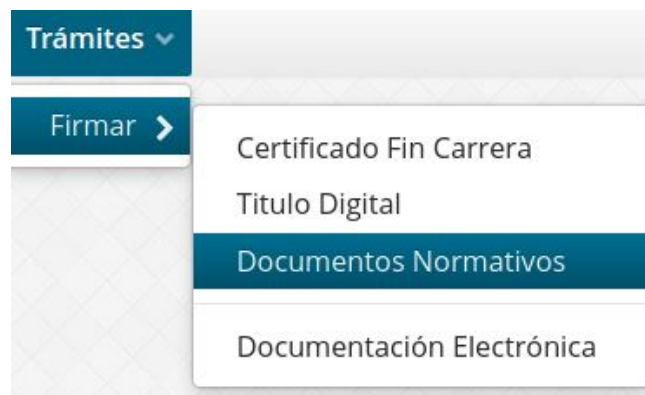 Trámites
Firmar
Certificado Fin Carrera
Titulo Digital
Documentos Normativos
Documentación Electrónica